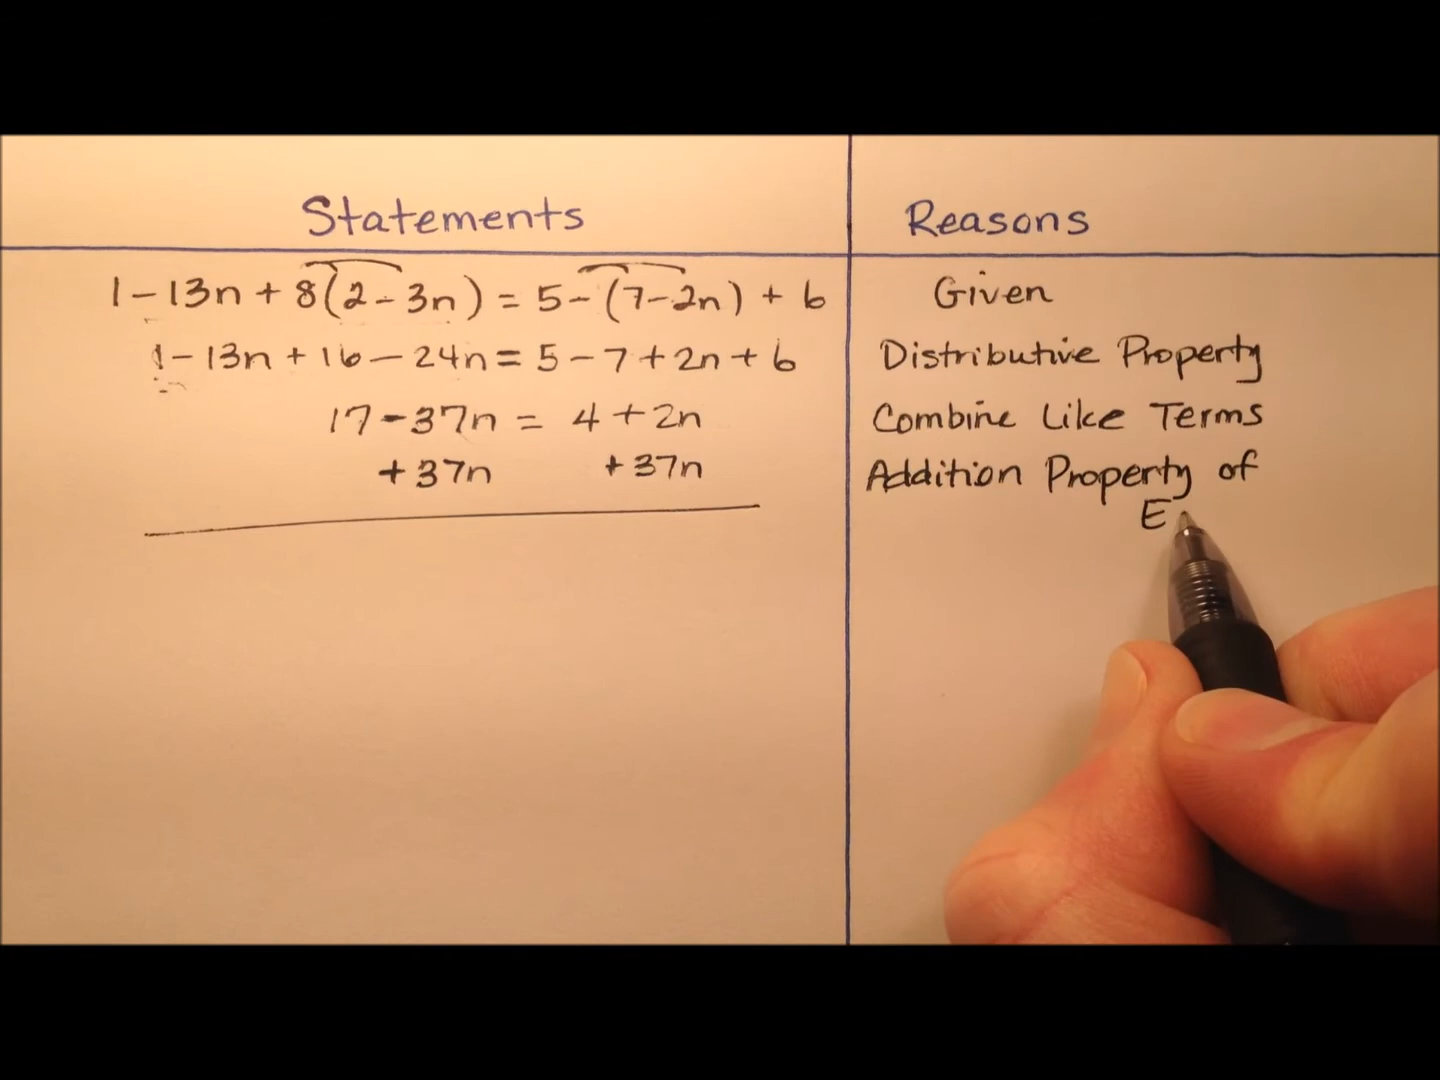 Statements Reasons
1 - 13n + 8(2 - 3n) = 5 - (7 - 2n) + 6 Given
1 - 13n + 16 - 24n = 5 - 7 + 2n + 6 Distributive Property
17 - 37n = 4 + 2n Combine Like Terms
+ 37n + 37n Addition Property of
E